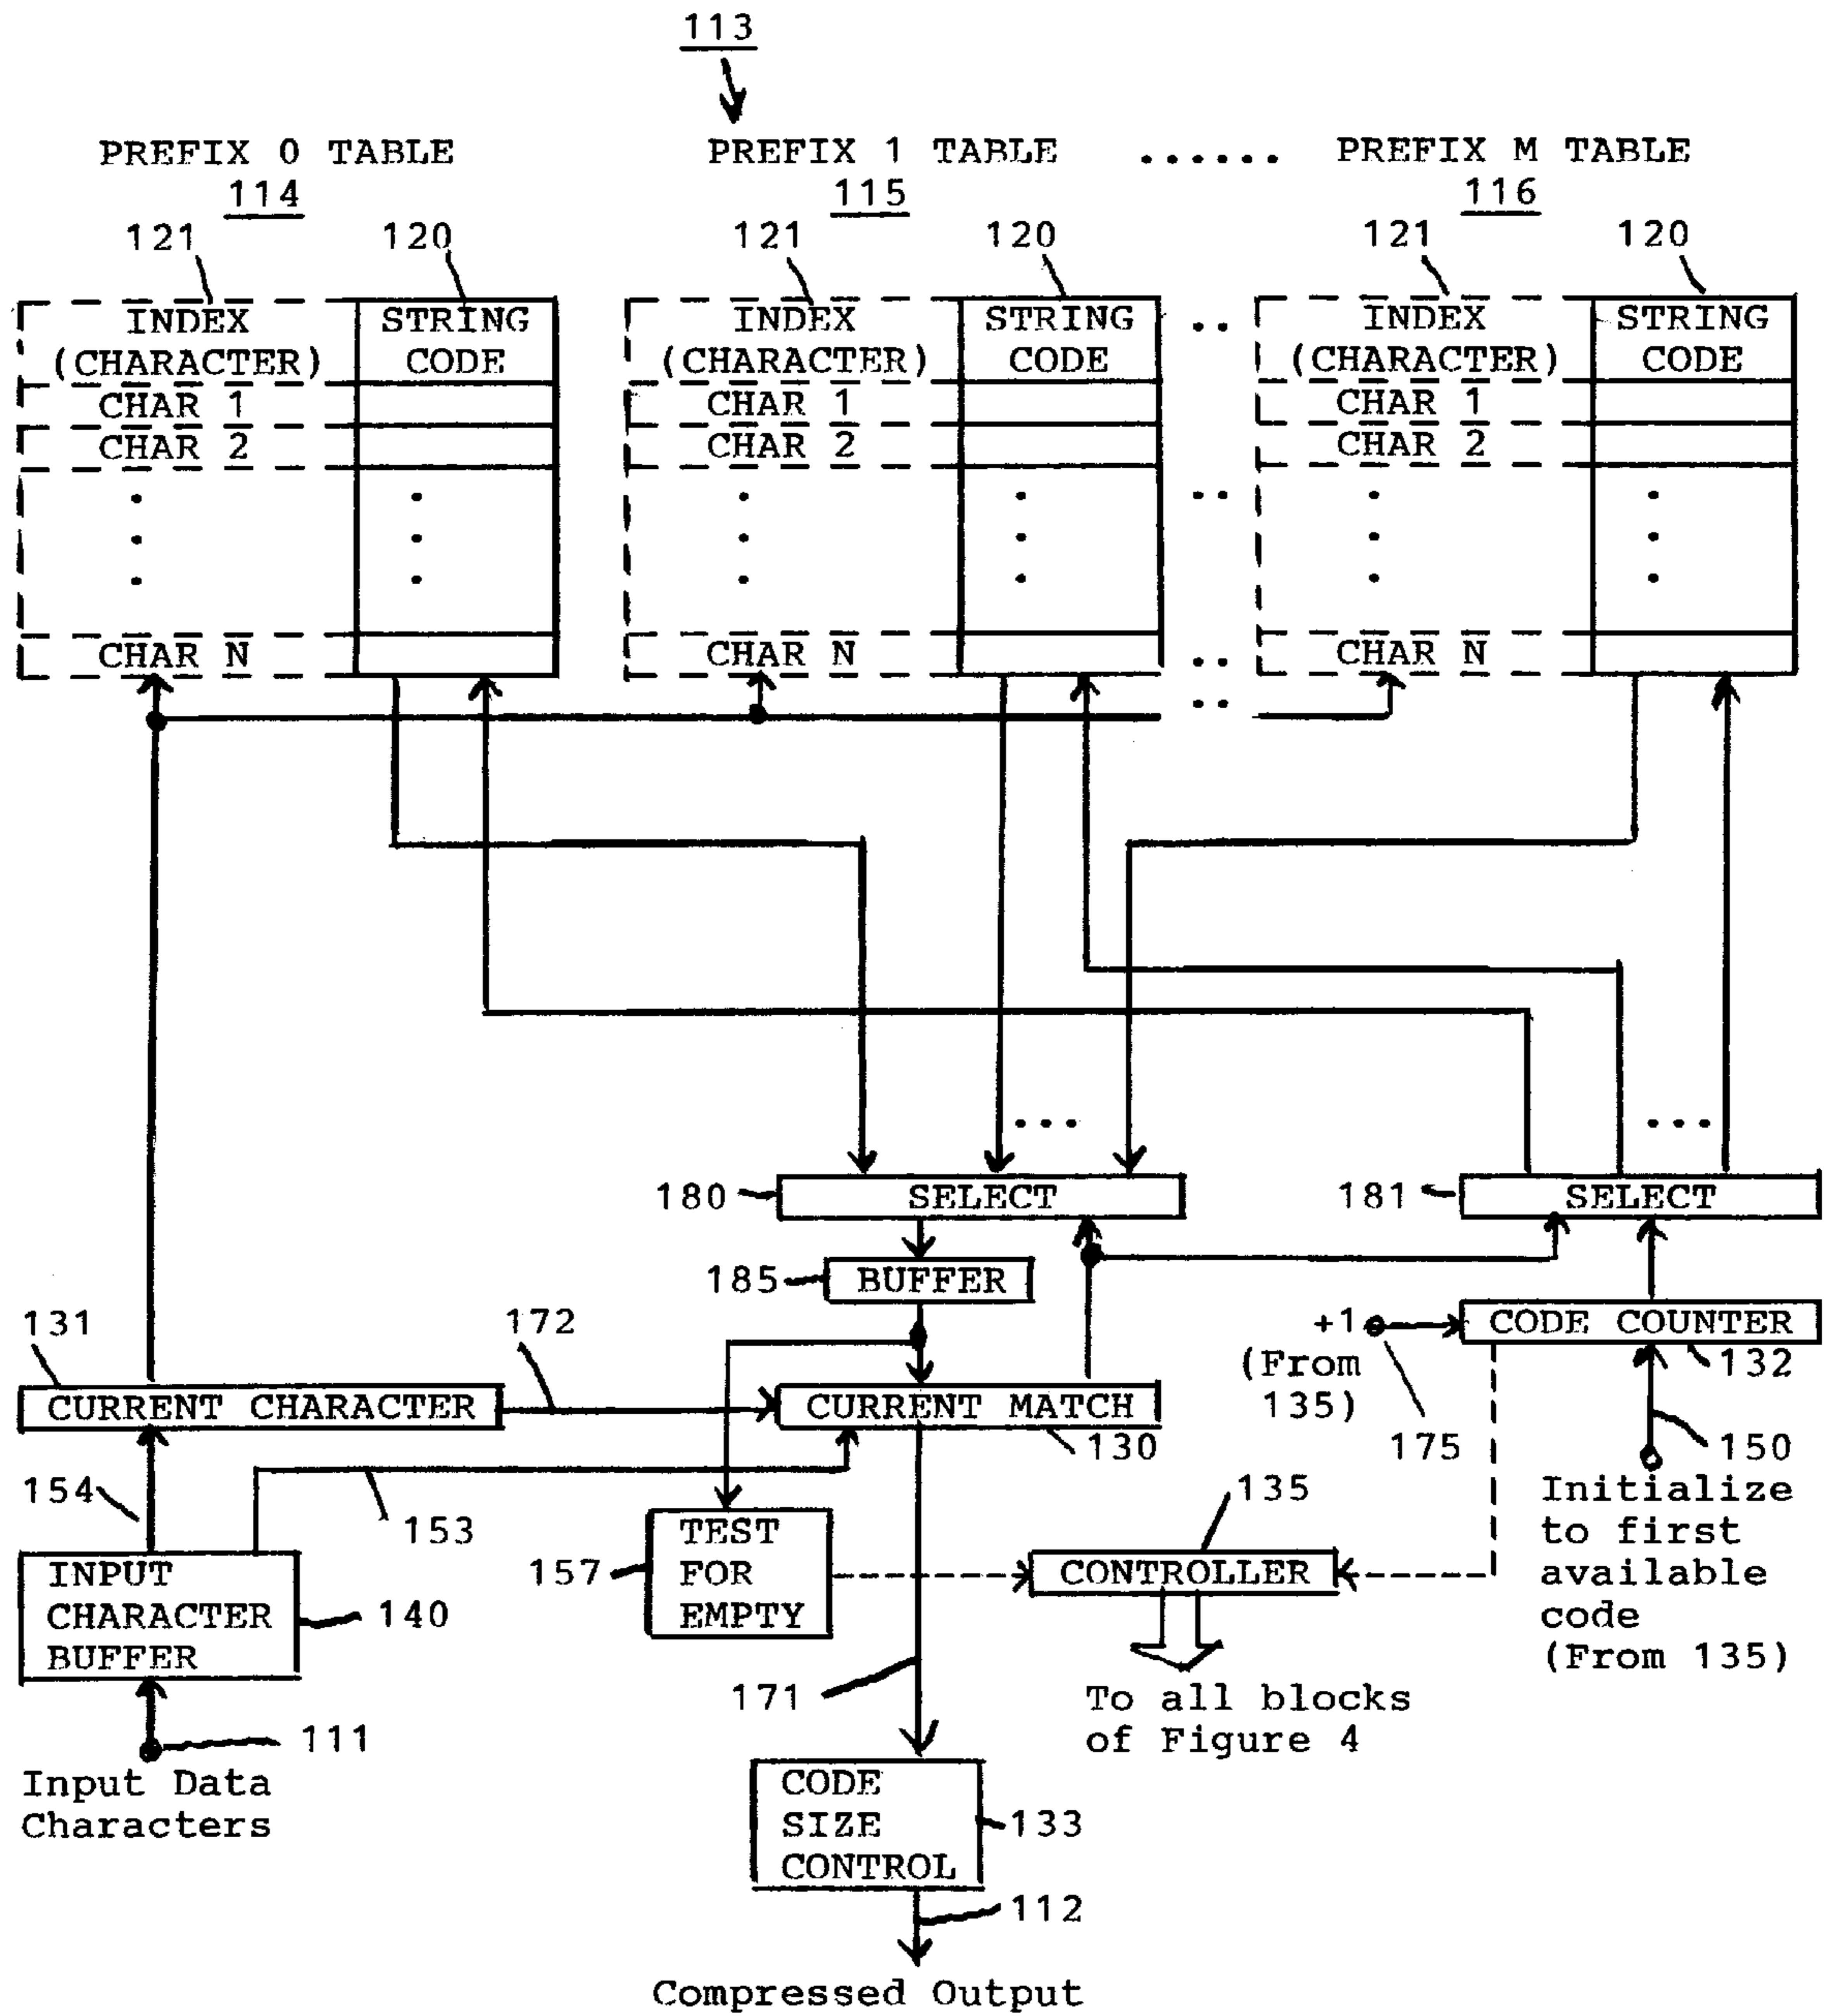 113
PREFIX 0 TABLE
114
PREFIX 1 TABLE ...... PREFIX M TABLE
115
116
121
120
121
120
121
120
INDEX
(CHARACTER)
STRING
CODE
CHAR 1
CHAR 2
CHAR N
INDEX
(CHARACTER)
STRING
CODE
CHAR 1
CHAR 2
CHAR N
INDEX
(CHARACTER)
STRING
CODE
CHAR 1
CHAR 2
CHAR N
180
SELECT
181
SELECT
185
BUFFER
131
CURRENT CHARACTER
172
CURRENT MATCH
130
+1
(From
135)
175
CODE COUNTER
132
150
Initialize
to first
available
code
(From 135)
154
153
INPUT
CHARACTER
BUFFER
140
157
TEST
FOR
EMPTY
135
CONTROLLER
To all blocks
of Figure 4
171
111
Input Data
Characters
CODE
SIZE
CONTROL
133
112
Compressed Output